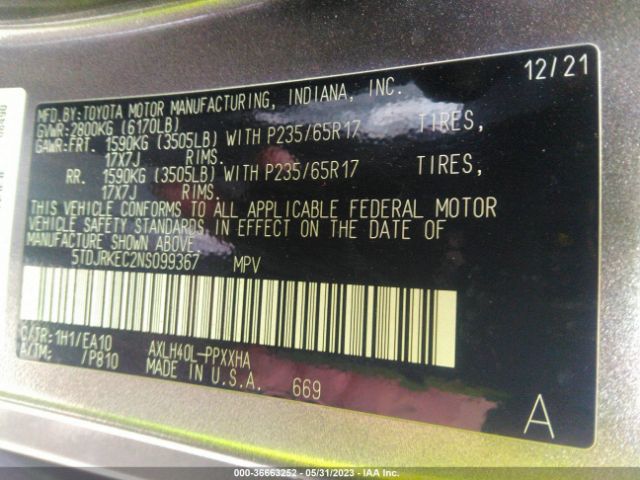 12/21
MFD.BY:TOYOTA MOTOR MANUFACTURING, INDIANA, INC.
GVWR:2800KG (6170LB)
GAWR:FRT. 1590KG (3505LB) WITH P235/65R17 TIRES,
17X7J RIMS.
RR. 1590KG (3505LB) WITH P235/65R17 TIRES,
17X7J RIMS.
THIS VEHICLE CONFORMS TO ALL APPLICABLE FEDERAL MOTOR
VEHICLE SAFETY STANDARDS IN EFFECT ON THE DATE OF
MANUFACTURE SHOWN ABOVE.
5TDJRKEC2NS099367 MPV
C/TR:1H1/EA10 AXLH40L-PPXXHA
A/TM: /P810 MADE IN U.S.A. 669
A
000-36663252 - 05/31/2023 - IAA Inc.